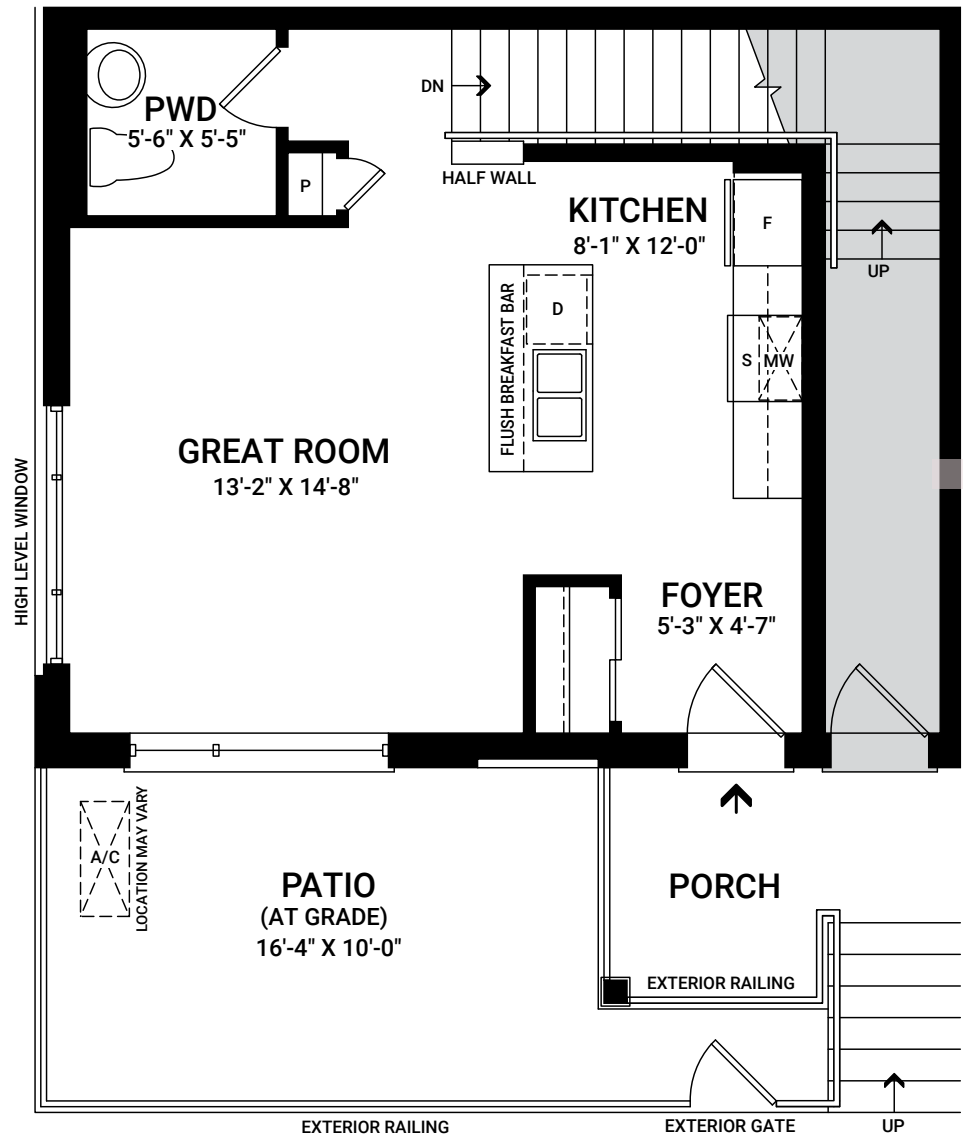 DN
PWD
5'-6" X 5'-5"
P
HALF WALL
KITCHEN
8'-1" X 12'-0"
F
UP
FLUSH BREAKFAST BAR
D
S
MW
GREAT ROOM
13'-2" X 14'-8"
HIGH LEVEL WINDOW
FOYER
5'-3" X 4'-7"
A/C
LOCATION MAY VARY
PATIO
(AT GRADE)
16'-4" X 10'-0"
PORCH
EXTERIOR RAILING
EXTERIOR RAILING
EXTERIOR GATE
UP